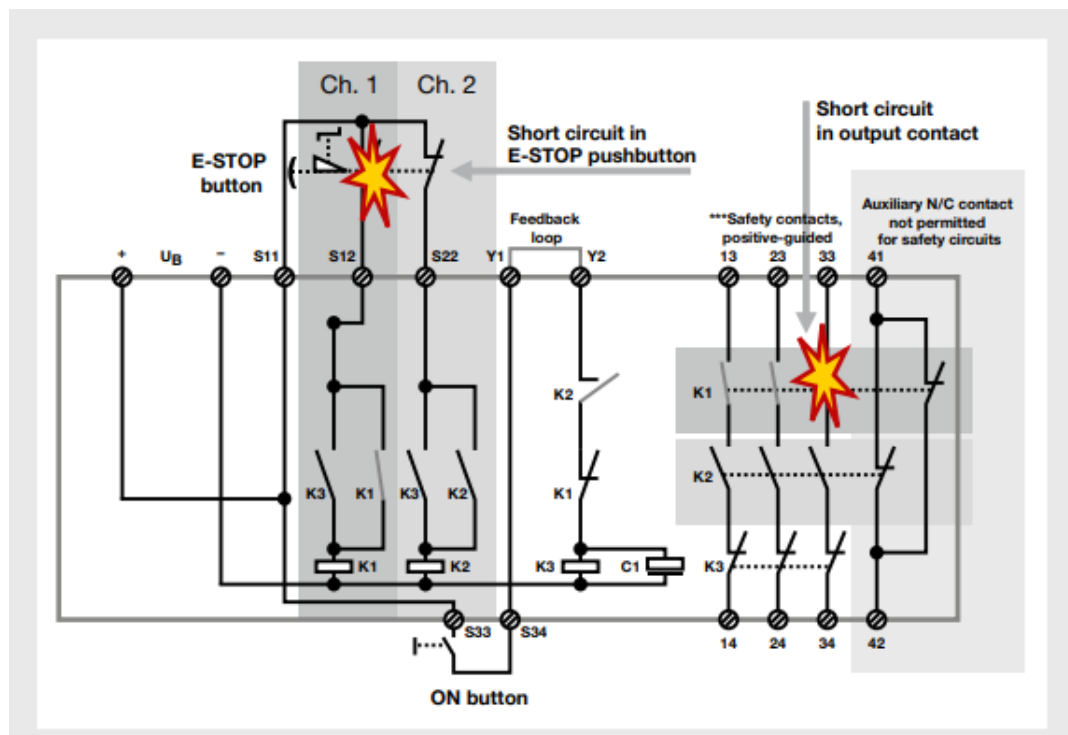 Ch. 1
Ch. 2
Short circuit
in output contact
E-STOP
button
Short circuit in
E-STOP pushbutton
Auxiliary N/C contact
not permitted
for safety circuits
Feedback
loop
***Safety contacts,
positive-guided
+ UB – S11 S12 S22 Y1 Y2 13 23 33 41
K2
K1
K3 K1 K3 K2 K1
K2
K1 K2 K3 C1 K3
S33 S34 14 24 34 42
ON button